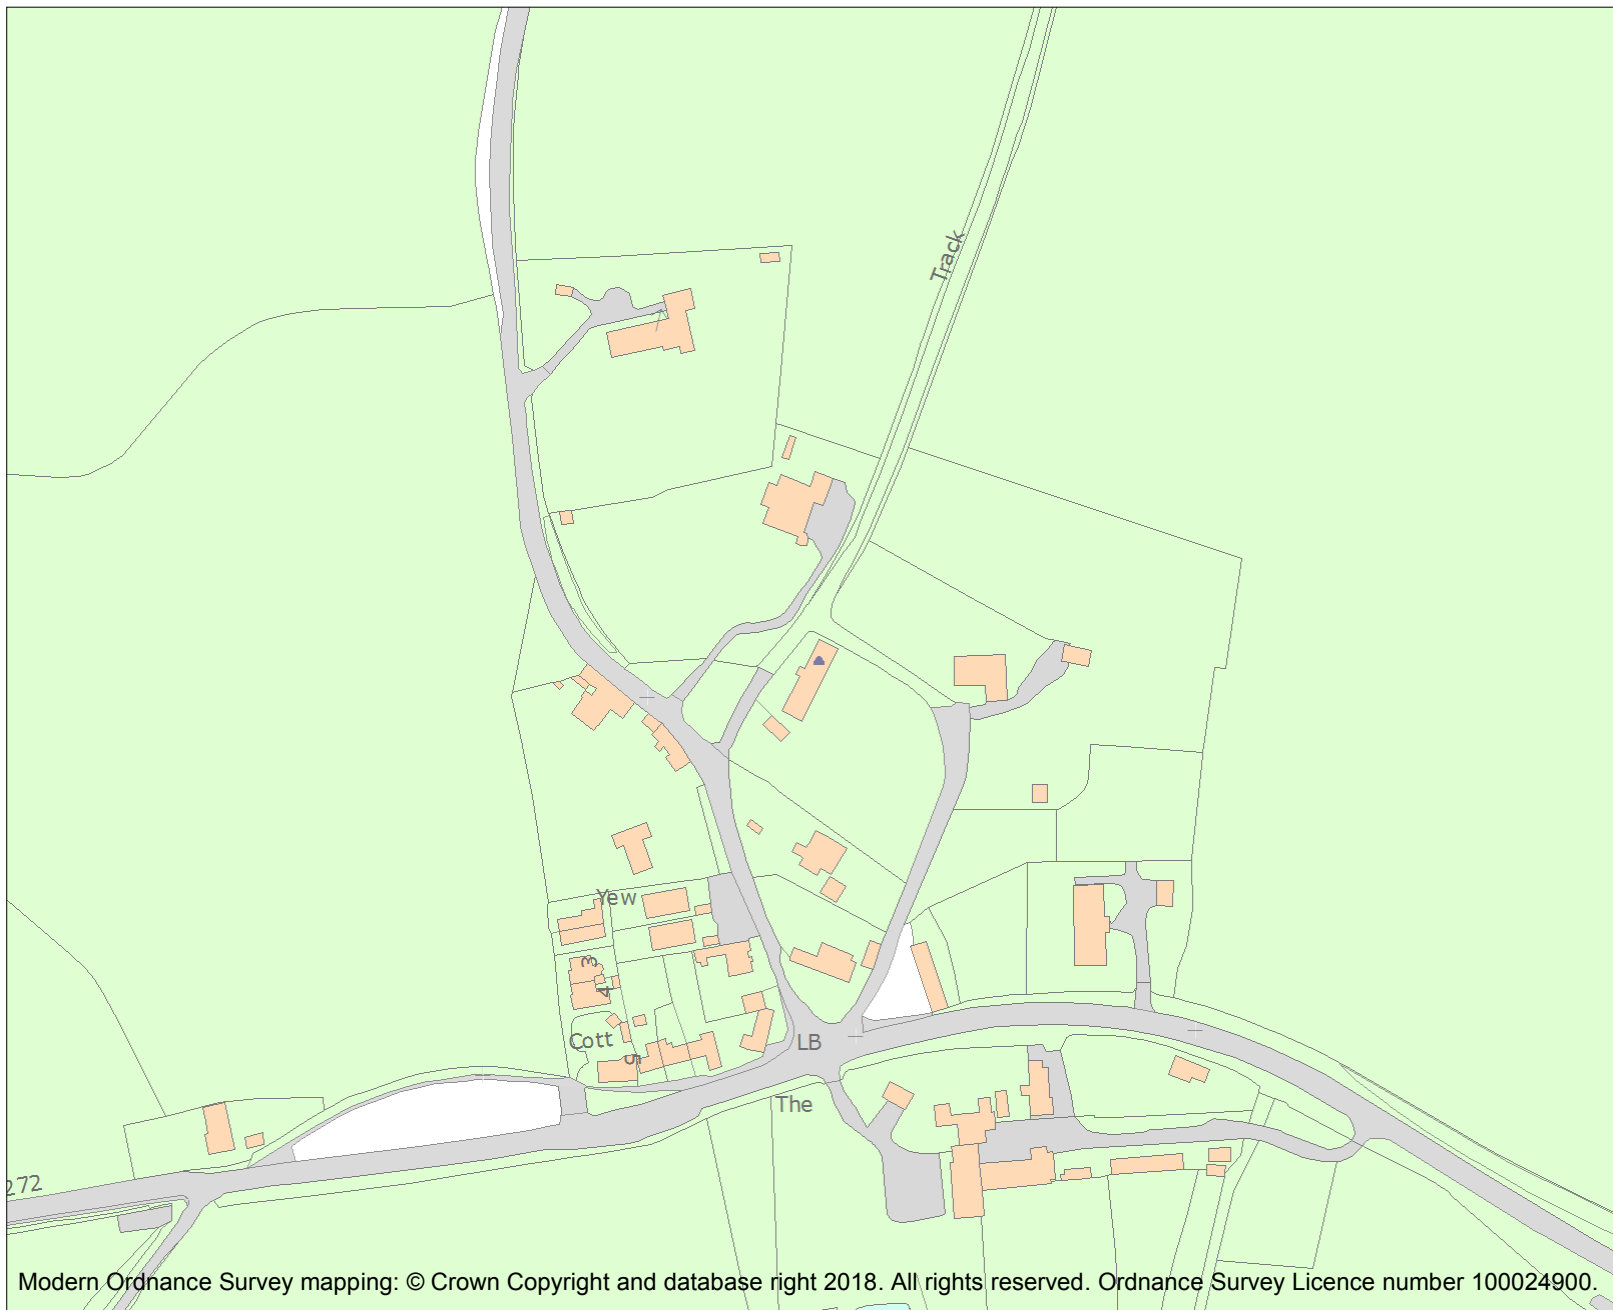 Track
Yew
3
4
Cott
5
LB
The
272
Modern Ordnance Survey mapping: © Crown Copyright and database right 2018. All rights reserved. Ordnance Survey Licence number 100024900.